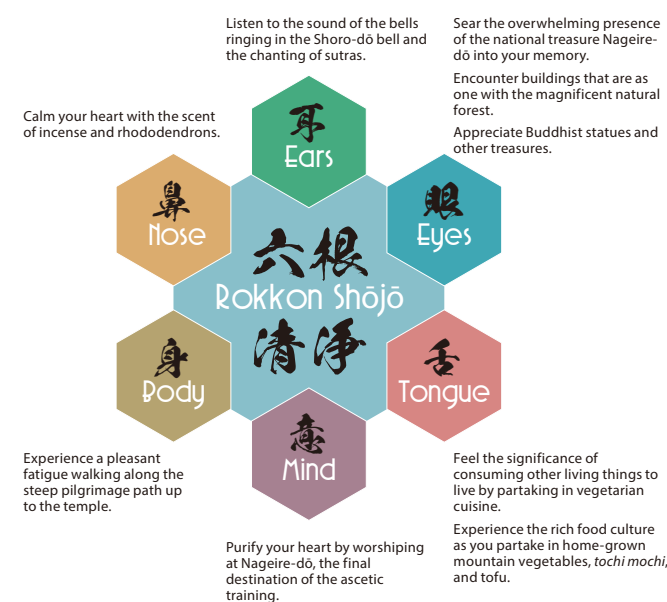 Listen to the sound of the bells
ringing in the Shoro-dō bell and
the chanting of sutras.
Sear the overwhelming presence
of the national treasure Nageire-
dō into your memory.
Encounter buildings that are as
one with the magnificent natural
forest.
Appreciate Buddhist statues and
other treasures.
Calm your heart with the scent
of incense and rhododendrons.
耳
Ears
鼻
Nose
眼
Eyes
六根
Rokkon Shōjō
清浄
身
Body
舌
Tongue
意
Mind
Experience a pleasant
fatigue walking along the
steep pilgrimage path up
to the temple.
Feel the significance of
consuming other living things to
live by partaking in vegetarian
cuisine.
Experience the rich food culture
as you partake in home-grown
mountain vegetables, tochi mochi,
and tofu.
Purify your heart by worshiping
at Nageire-dō, the final
destination of the ascetic
training.